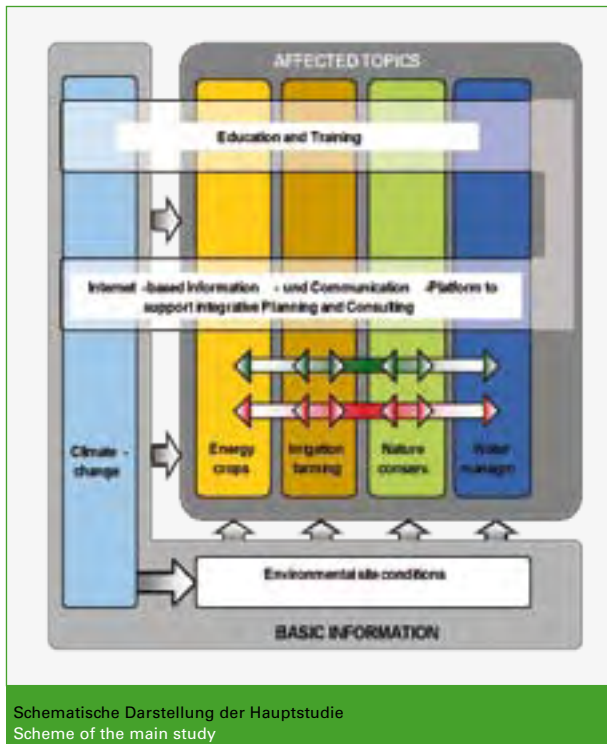 AFFECTED TOPICS
Education and Training
Internet -based Information - und Communication -Platform to
support integrative Planning and Consulting
Climate -
change
Energy
crops
Irrigation
farming
Nature
conserv.
Water
managm
Environmental site conditions
BASIC INFORMATION
Schematische Darstellung der Hauptstudie
Scheme of the main study